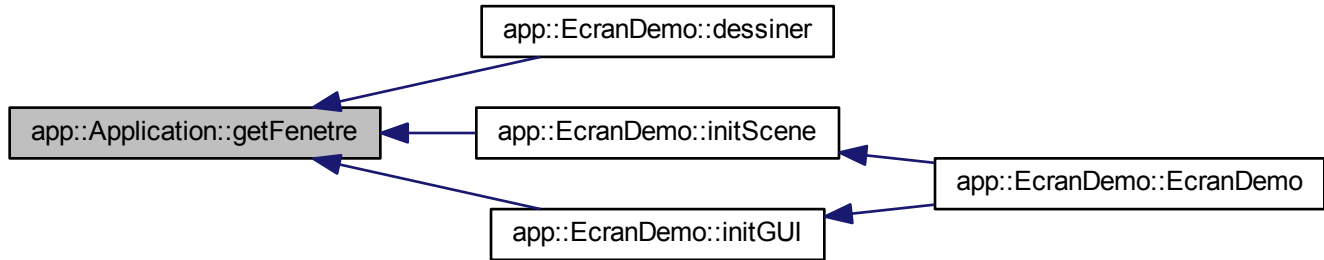 app::EcranDemo::dessiner
app::Application::getFenetre
app::EcranDemo::initScene
app::EcranDemo::EcranDemo
app::EcranDemo::initGUI